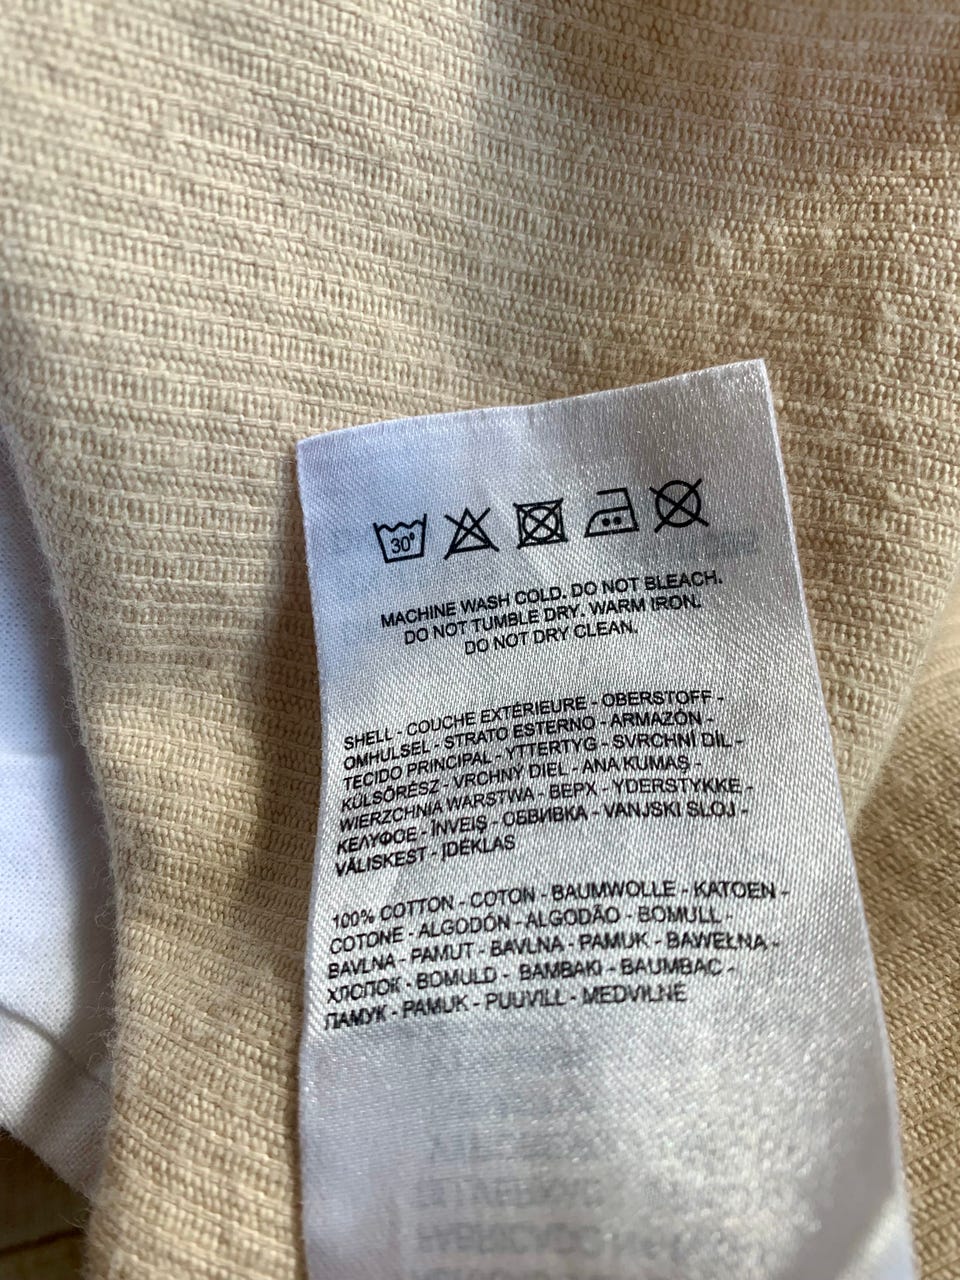 30°
MACHINE WASH COLD. DO NOT BLEACH.
DO NOT TUMBLE DRY. WARM IRON.
DO NOT DRY CLEAN.
SHELL - COUCHE EXTÉRIEURE - OBERSTOFF -
OMHULSEL - STRATO ESTERNO - ARMAZÓN -
TECIDO PRINCIPAL - YTTERTYG - SVRCHNÍ DÍL -
KÜLSŐRÉSZ - VRCHNÝ DIEL - ANA KUMAŞ -
WIERZCHNIA WARSTWA - ВЕРХ - YDERSTYKKE -
ΚΕΛΥΦΟΣ - ÎNVELIŞ - ОБВИВКА - VANJSKI SLOJ -
VÄLISKEST - ĮDĖKLAS
100% COTTON - COTON - BAUMWOLLE - KATOEN -
COTONE - ALGODÓN - ALGODÃO - BOMULL -
BAVLNA - PAMUT - BAVLNA - PAMUK - BAWEŁNA -
ХЛОПОК - BOMULD - ΒΑΜΒΑΚΙ - BAUMBAC -
ПАМУК - PAMUK - PUUVILL - MEDVILNĖ